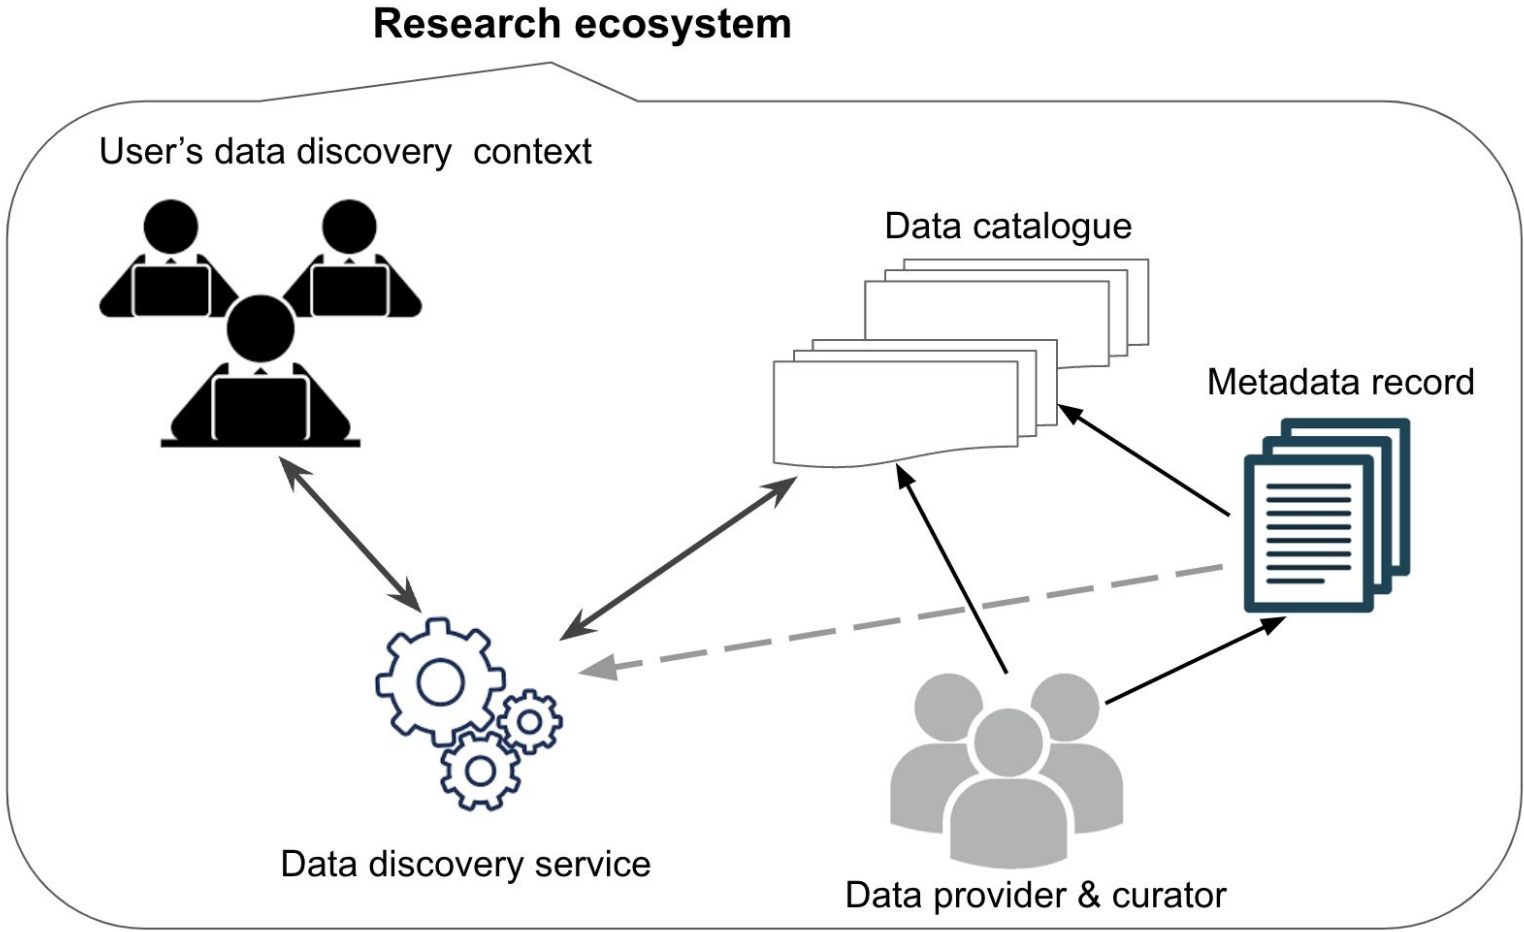 Research ecosystem
User’s data discovery  context
Data catalogue
Metadata record
Data discovery service
Data provider & curator